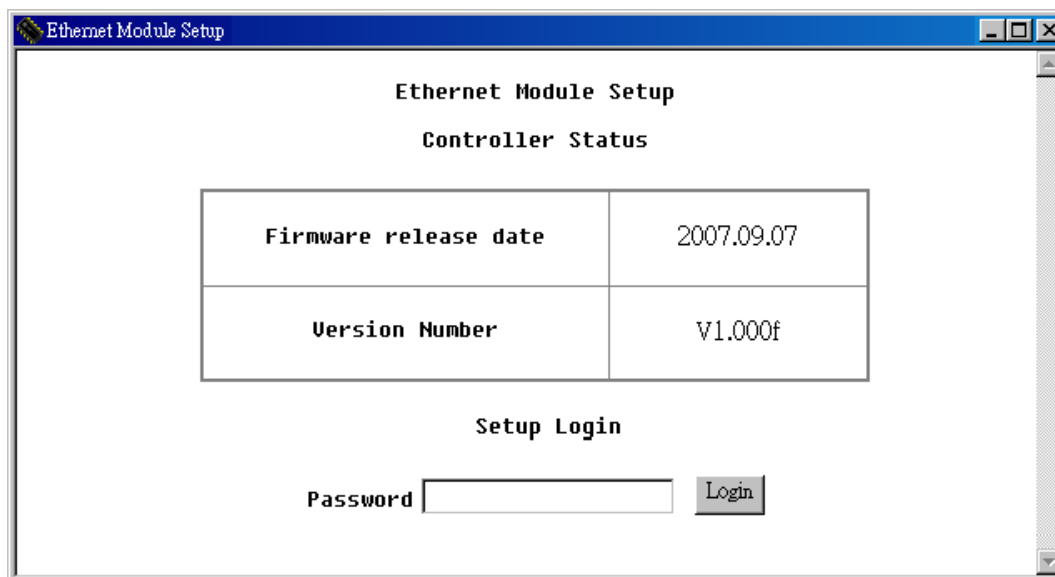 Ethernet Module Setup
Ethernet Module Setup
Controller Status
Firmware release date 2007.09.07
Version Number V1.000f
Setup Login
Password Login